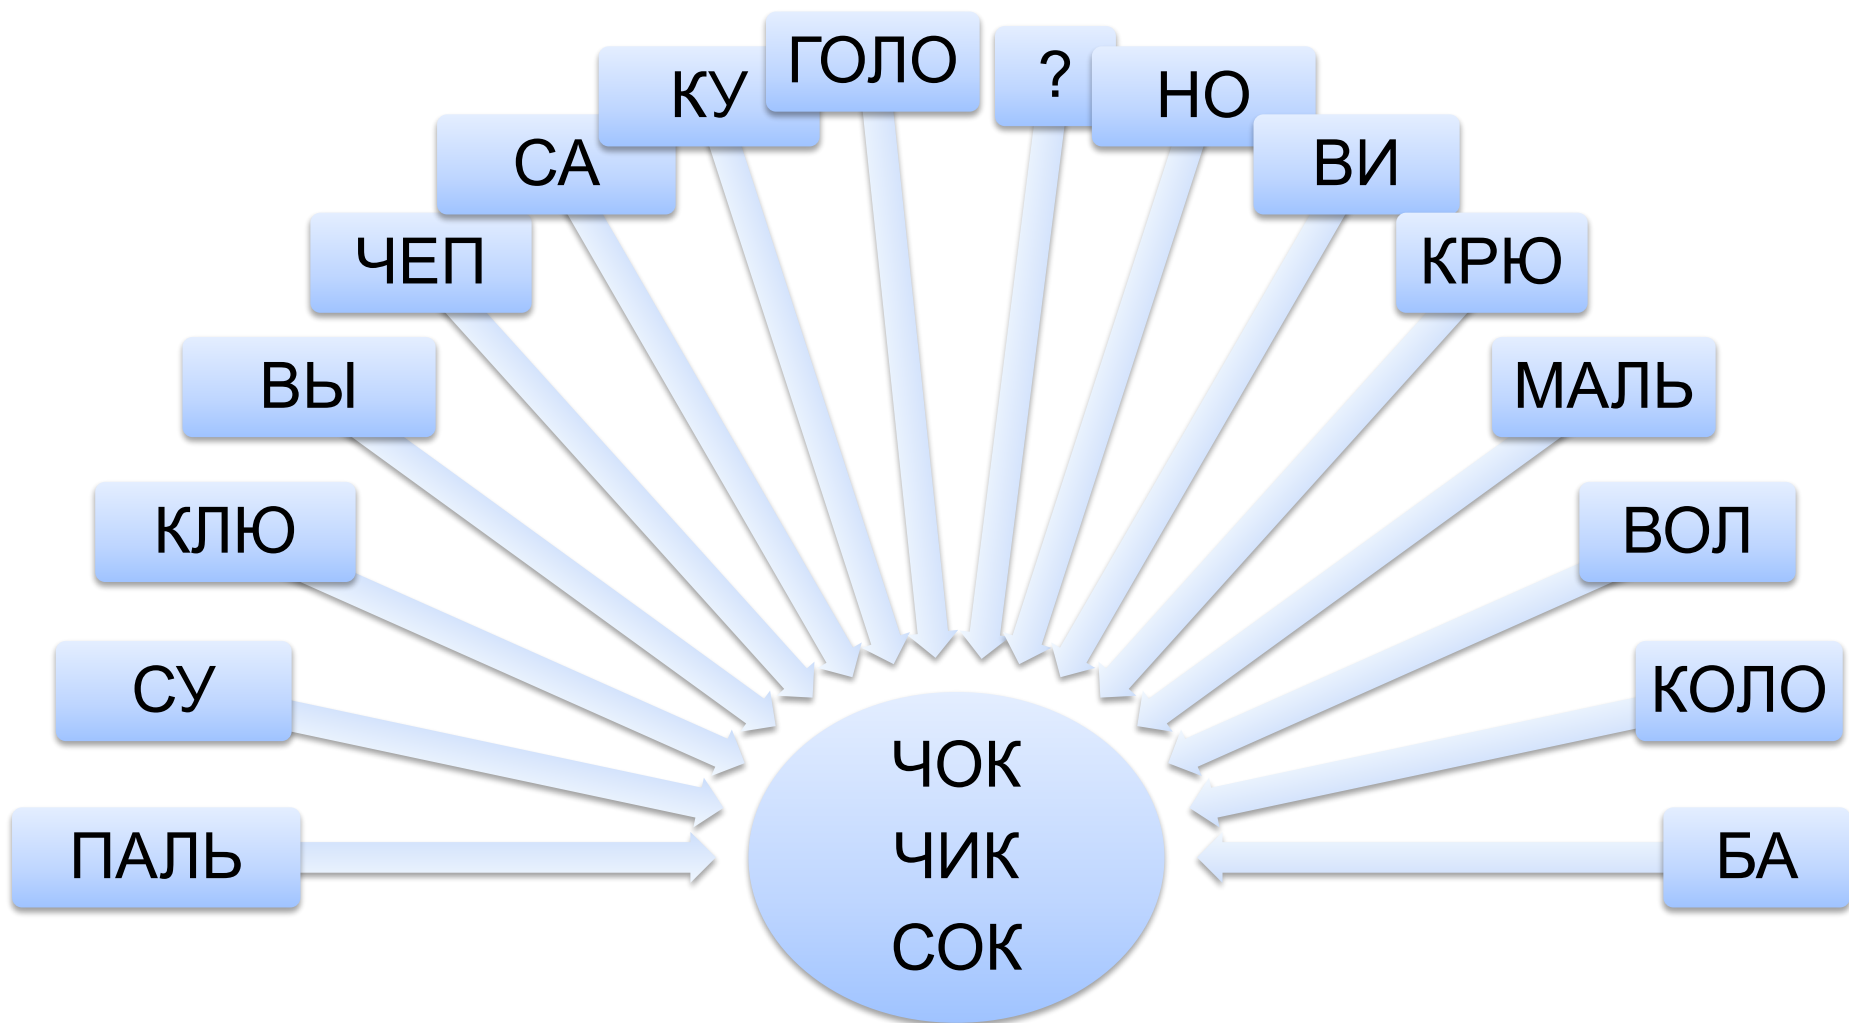 ГОЛО
?
КУ
НО
СА
ВИ
ЧЕП
КРЮ
ВЫ
МАЛЬ
КЛЮ
ВОЛ
СУ
КОЛО
ПАЛЬ
БА
ЧОК
ЧИК
СОК